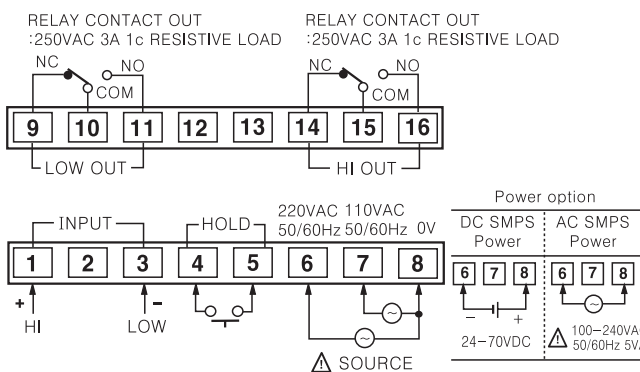 RELAY CONTACT OUT
:250VAC 3A 1c RESISTIVE LOAD
RELAY CONTACT OUT
:250VAC 3A 1c RESISTIVE LOAD
NC NO
COM
NC NO
COM
9 10 11 12 13 14 15 16
LOW OUT HI OUT
INPUT HOLD
220VAC 110VAC
50/60Hz 50/60Hz 0V
1 2 3 4 5 6 7 8
+ −
HI LOW
SOURCE
Power option
DC SMPS
Power
AC SMPS
Power
6 7 8
6 7 8
− +
24−70VDC
100−240VA
50/60Hz 5V